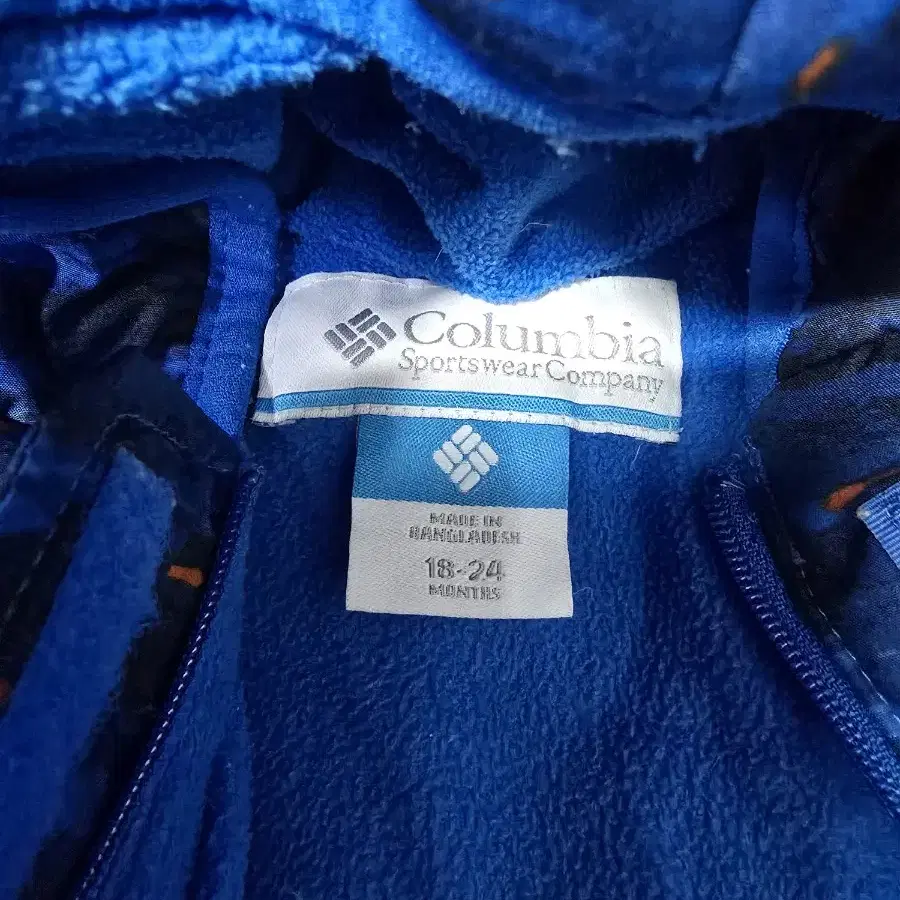 Columbia
Sportswear Company
MADE IN
BANGLADESH
18-24
MONTHS